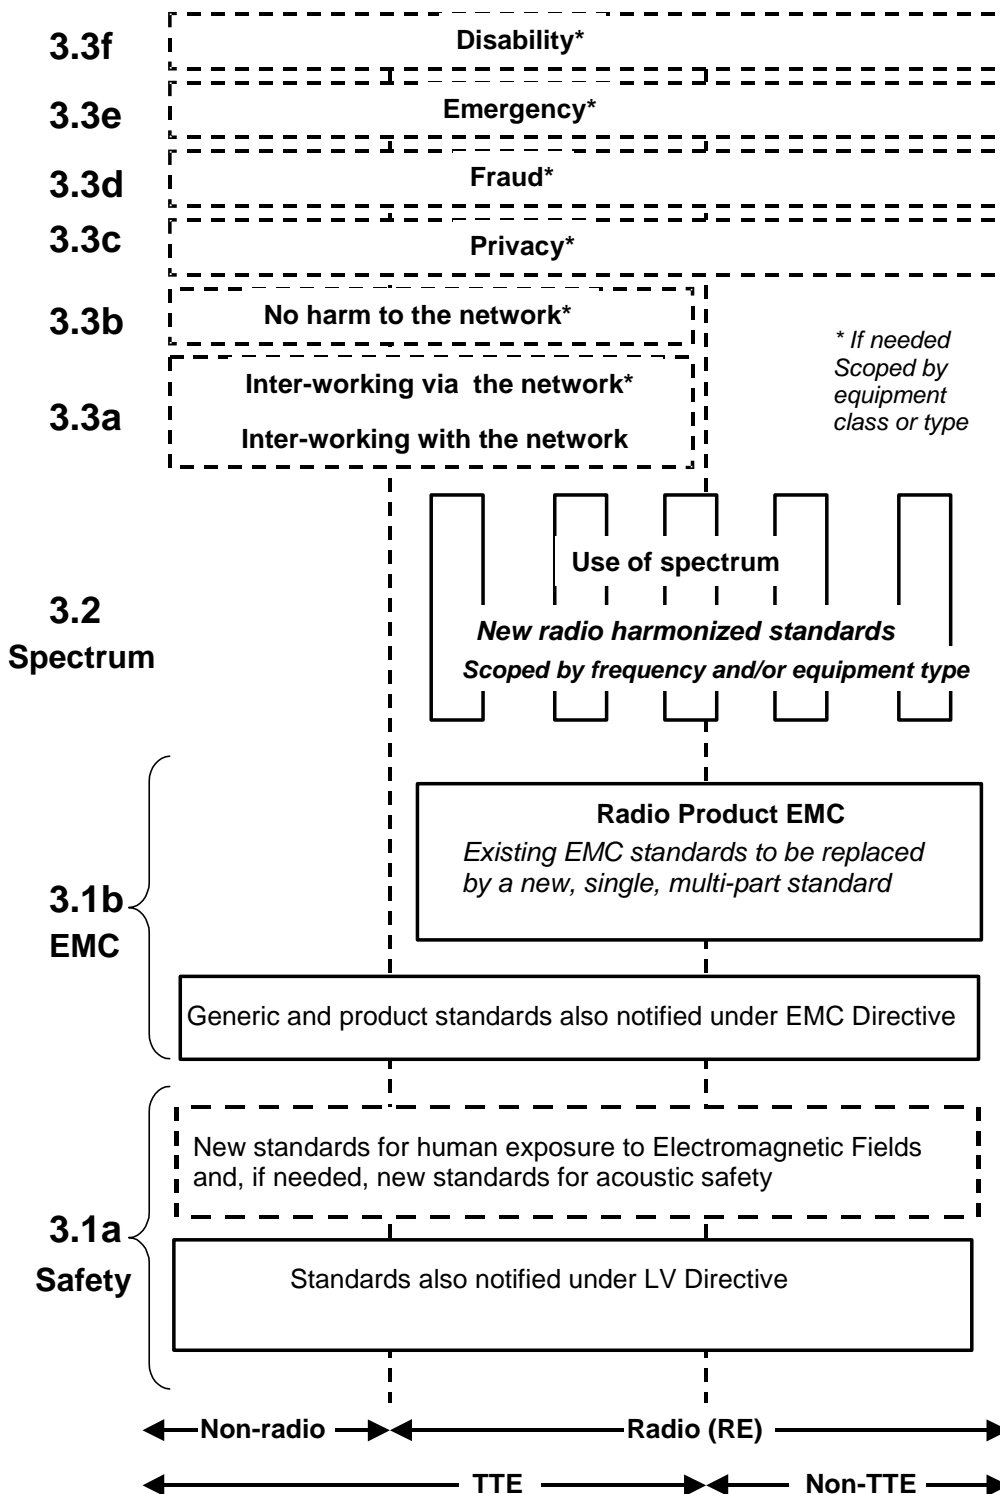 3.3f
Disability*
3.3e
Emergency*
3.3d
Fraud*
3.3c
Privacy*
3.3b
No harm to the network*
3.3a
Inter-working via the network*
Inter-working with the network
* If needed
Scoped by
equipment
class or type
3.2
Spectrum
Use of spectrum
New radio harmonized standards
Scoped by frequency and/or equipment type
3.1b
EMC
Radio Product EMC
Existing EMC standards to be replaced
by a new, single, multi-part standard
Generic and product standards also notified under EMC Directive
3.1a
Safety
New standards for human exposure to Electromagnetic Fields
and, if needed, new standards for acoustic safety
Standards also notified under LV Directive
Non-radio
Radio (RE)
TTE
Non-TTE